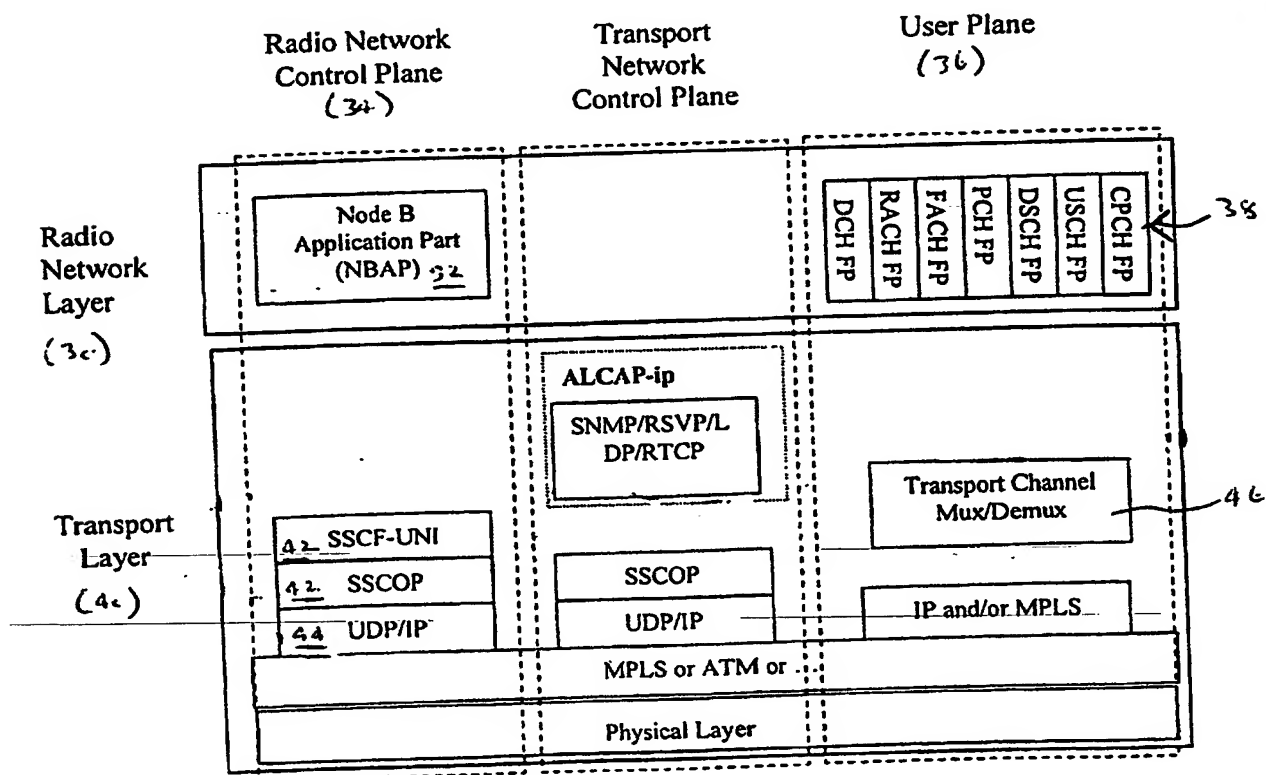 Radio Network
Control Plane
(34)
Transport
Network
Control Plane
User Plane
(36)
Radio
Network
Layer
(30)
Node B
Application Part
(NBAP) 32
DCH FP
RACH FP
FACH FP
PCH FP
DSCH FP
USCH FP
CPCH FP
38
Transport
Layer
(40)
ALCAP-ip
SNMP/RSVP/L
DP/RTCP
Transport Channel
Mux/Demux
46
42 SSCF-UNI
42 SSCOP
44 UDP/IP
SSCOP
UDP/IP
IP and/or MPLS
MPLS or ATM or ...
Physical Layer